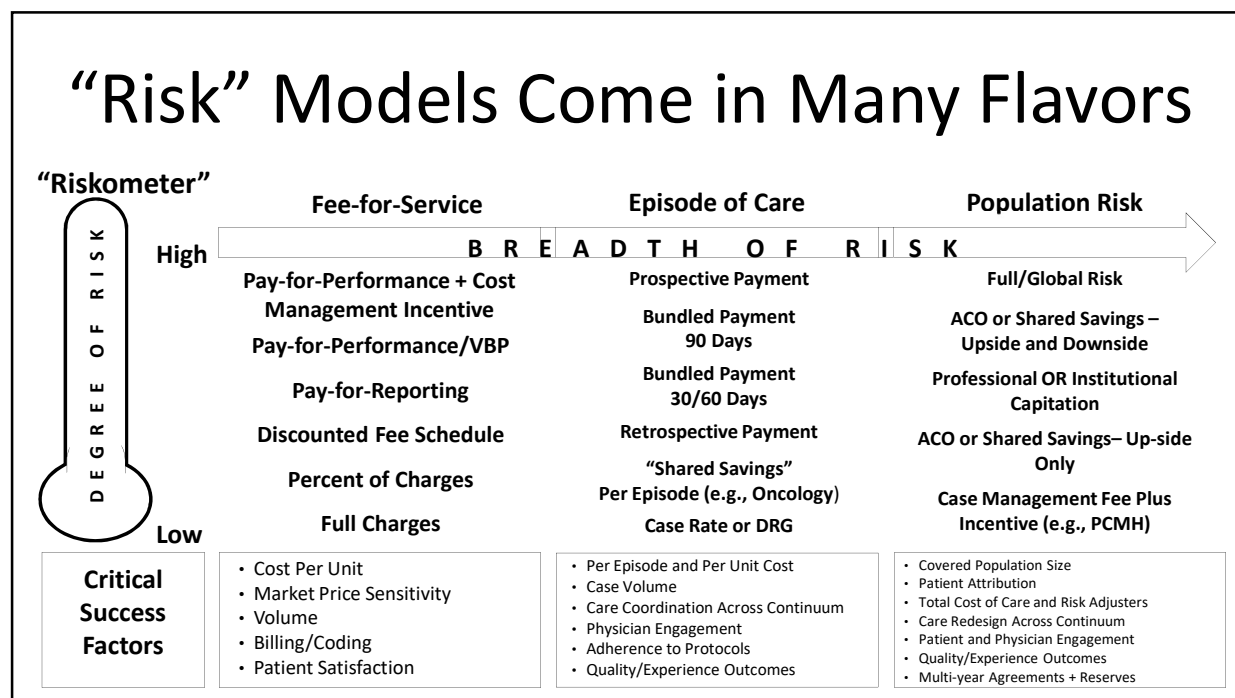 “Risk” Models Come in Many Flavors
“Riskometer”
DEGREE OF RISK
High
Low
Fee-for-Service
Episode of Care
Population Risk
BREADTH OF RISK
Pay-for-Performance + Cost
Management Incentive
Pay-for-Performance/VBP
Pay-for-Reporting
Discounted Fee Schedule
Percent of Charges
Full Charges
Prospective Payment
Bundled Payment
90 Days
Bundled Payment
30/60 Days
Retrospective Payment
“Shared Savings”
Per Episode (e.g., Oncology)
Case Rate or DRG
Full/Global Risk
ACO or Shared Savings –
Upside and Downside
Professional OR Institutional
Capitation
ACO or Shared Savings– Up-side
Only
Case Management Fee Plus
Incentive (e.g., PCMH)
Critical
Success
Factors
• Cost Per Unit
• Market Price Sensitivity
• Volume
• Billing/Coding
• Patient Satisfaction
• Per Episode and Per Unit Cost
• Case Volume
• Care Coordination Across Continuum
• Physician Engagement
• Adherence to Protocols
• Quality/Experience Outcomes
• Covered Population Size
• Patient Attribution
• Total Cost of Care and Risk Adjusters
• Care Redesign Across Continuum
• Patient and Physician Engagement
• Quality/Experience Outcomes
• Multi-year Agreements + Reserves